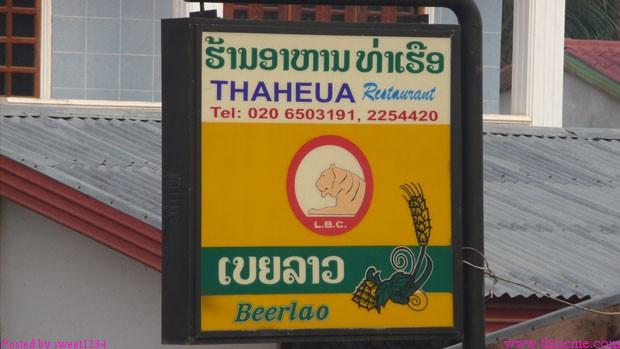 ຮ້ານອາຫານ ທ່າເຮືອ
THAHEUA Restaurant
Tel: 020 6503191, 2254420
L.B.C.
ເບຍລາວ
Beerlao
Posted by sweet1234